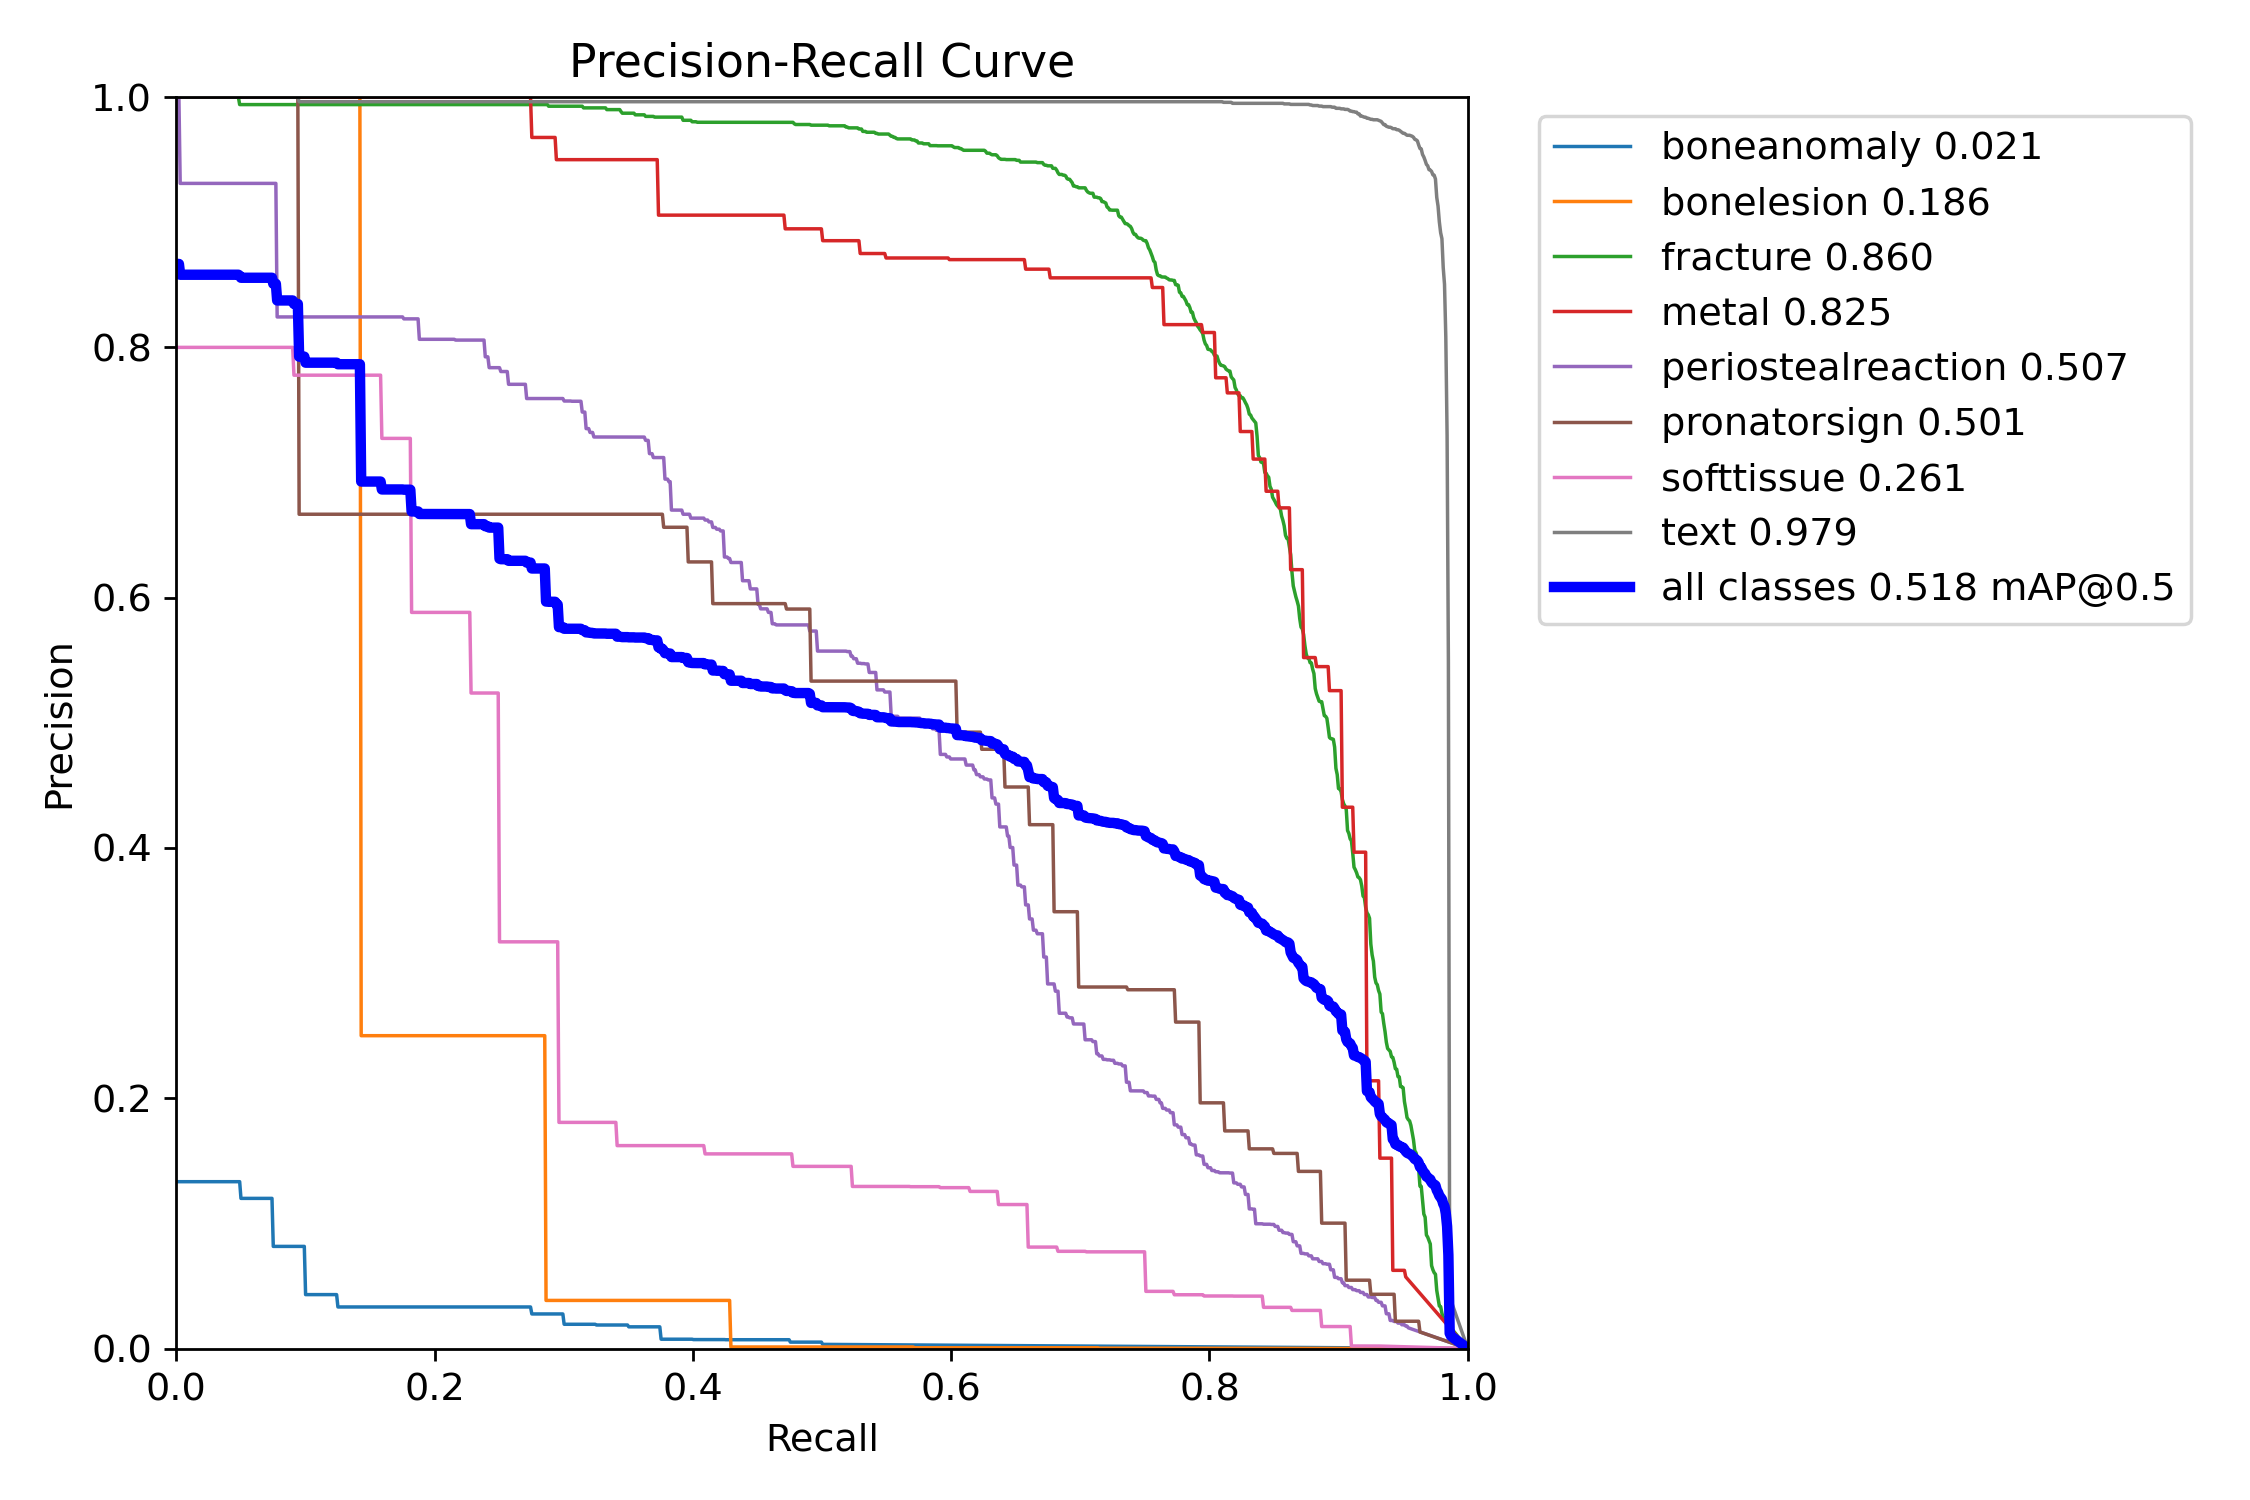 Precision-Recall Curve
1.0
0.8
0.6
0.4
0.2
0.0
Precision
0.0 0.2 0.4 0.6 0.8 1.0
Recall
boneanomaly 0.021
bonelesion 0.186
fracture 0.860
metal 0.825
periostealreaction 0.507
pronatorsign 0.501
softtissue 0.261
text 0.979
all classes 0.518 mAP@0.5